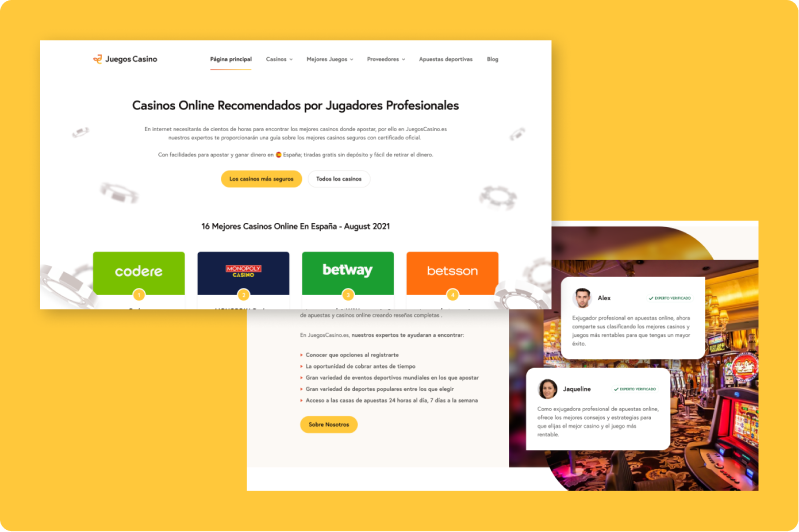 Juegos Casino
Página principal
Casinos
Mejores Juegos
Proveedores
Apuestas deportivas
Blog
Casinos Online Recomendados por Jugadores Profesionales
En internet necesitarás de cientos de horas para encontrar los mejores casinos donde apostar, por ello en JuegosCasino.es
nuestros expertos te proporcionarán una guía sobre los mejores casinos seguros con certificado oficial.
Con facilidades para apostar y ganar dinero en España; tiradas gratis sin depósito y fácil de retirar el dinero.
Los casinos más seguros
Todos los casinos
16 Mejores Casinos Online En España - August 2021
codere
MONOPOLY
CASINO
betway
betsson
1
2
3
4
de apuestas y casinos online creando reseñas completas.
En JuegosCasino.es, nuestros expertos te ayudaran a encontrar:
Conocer que opciones al registrarte
La oportunidad de cobrar antes de tiempo
Gran variedad de eventos deportivos mundiales en los que apostar
Gran variedad de deportes populares entre los que elegir
Acceso a las casas de apuestas 24 horas al día, 7 días a la semana
Sobre Nosotros
Alex
EXPERTO VERIFICADO
Exjugador profesional en apuestas online, ahora
comparte sus clasificando los mejores casinos y
juegos más rentables para que tengas un mayor
éxito.
Jaqueline
EXPERTO VERIFICADO
Como exjugadora profesional de apuestas online,
ofrece los mejores consejos y estrategias para
que elijas el mejor casino y el juego más
rentable.